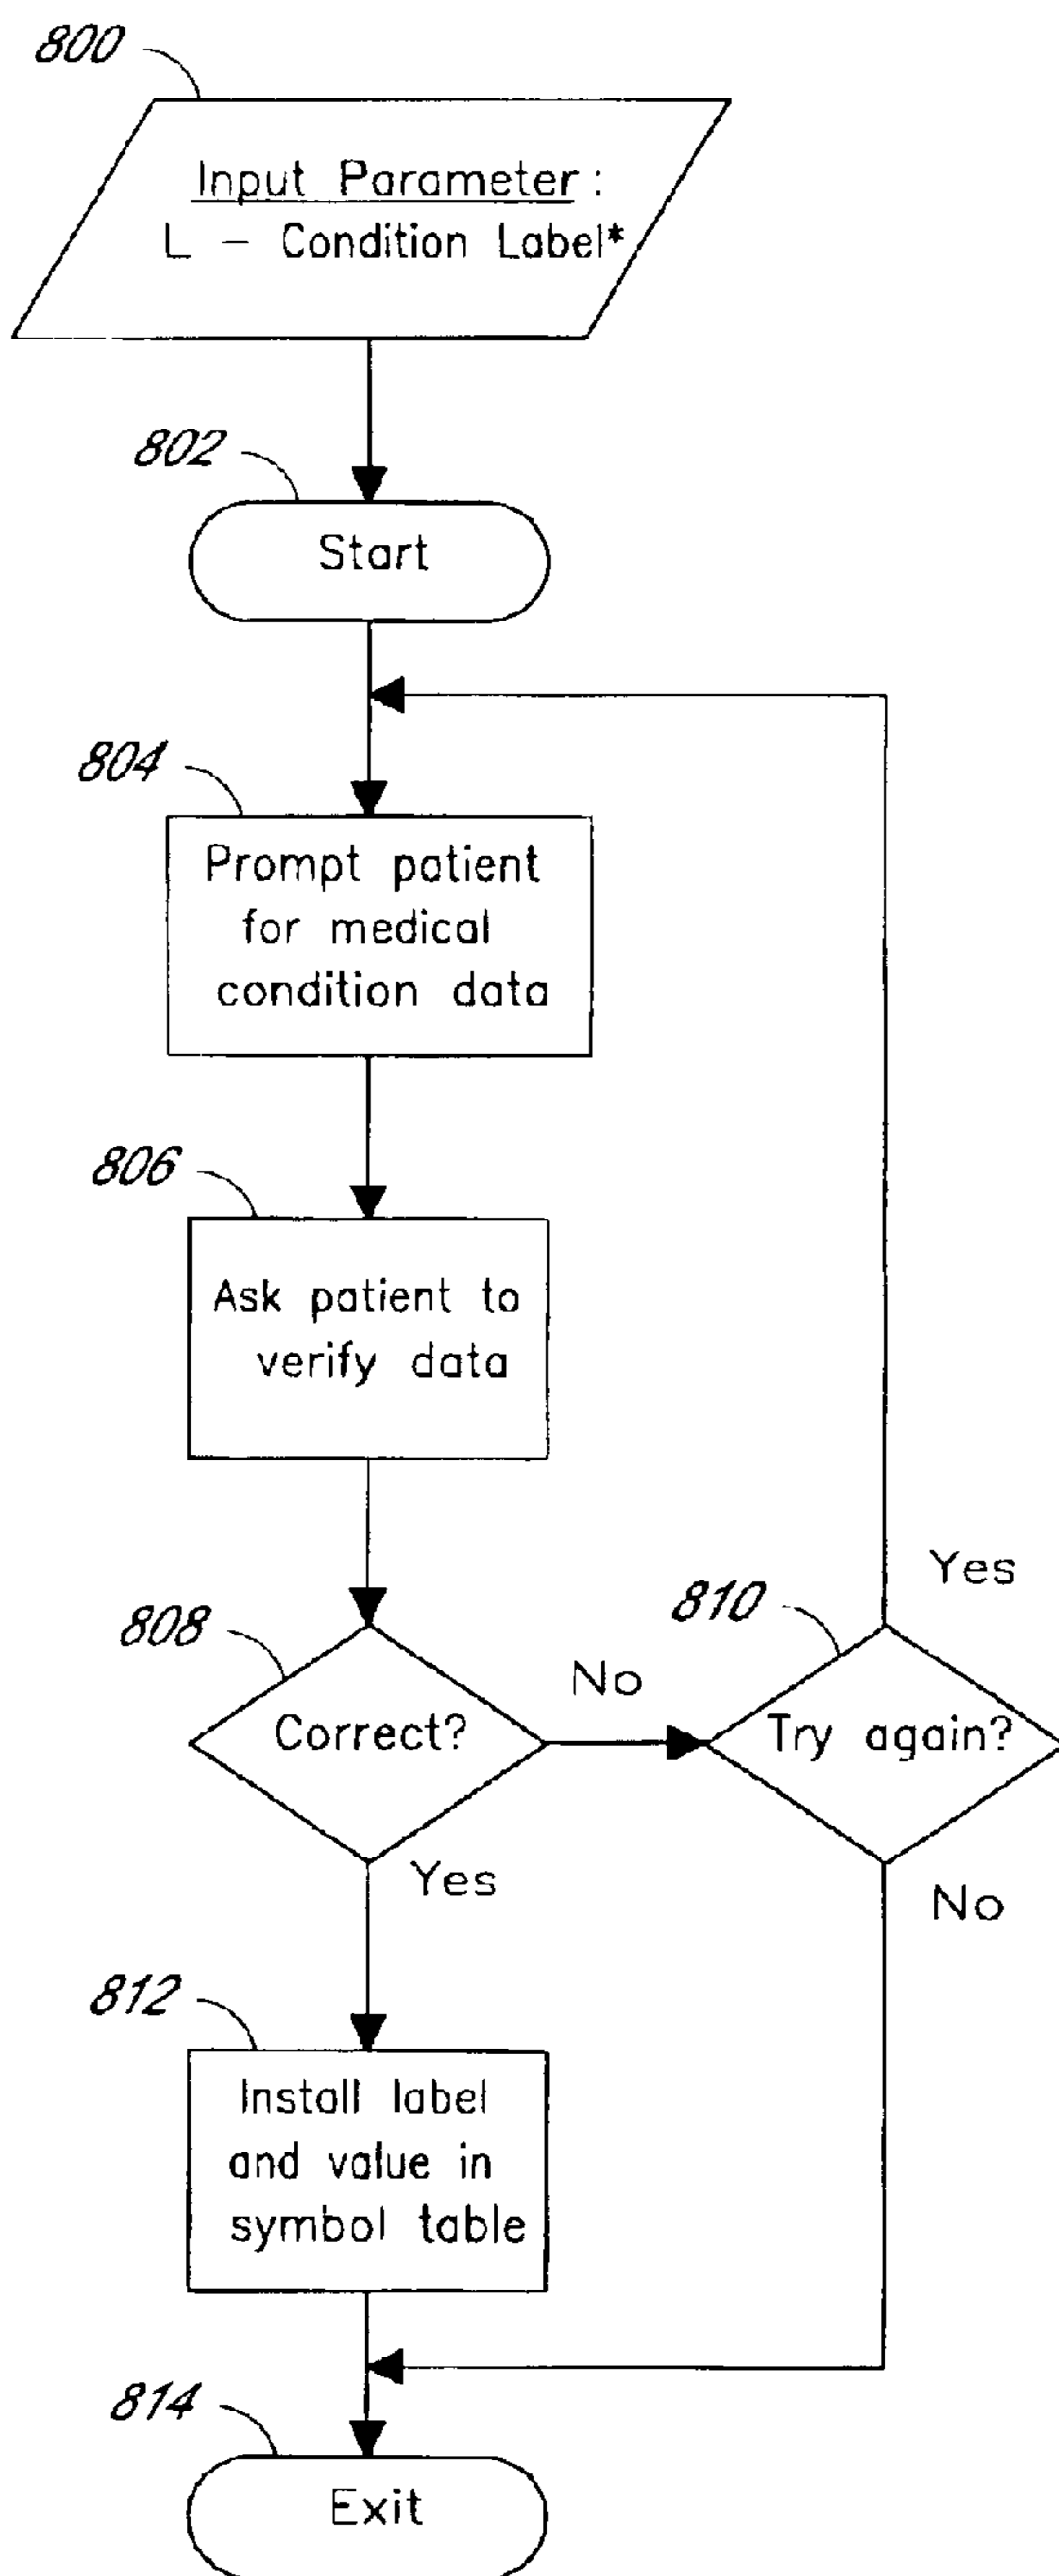 800
Input Parameter:
L - Condition Label*
802
Start
804
Prompt patient
for medical
condition data
806
Ask patient to
verify data
808
Correct?
No
810
Try again?
Yes
Yes
No
812
Install label
and value in
symbol table
814
Exit